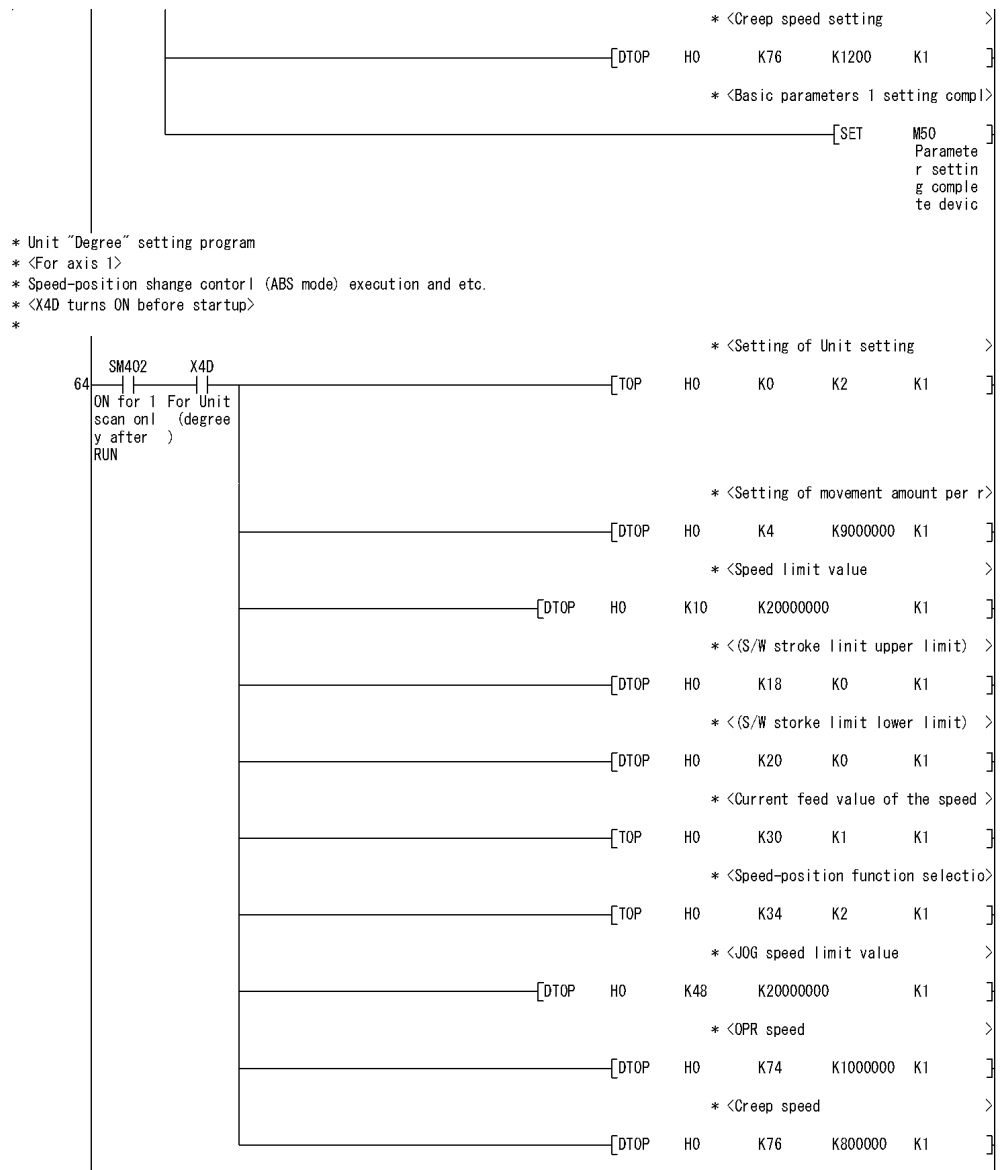 * <Creep speed setting >
[DTOP H0 K76 K1200 K1 ]
* <Basic parameters 1 setting compl>
[SET M50 ]
Paramete
r settin
g comple
te devic
* Unit "Degree" setting program
* <For axis 1>
* Speed-position shange contorl (ABS mode) execution and etc.
* <X4D turns ON before startup>
*
* <Setting of Unit setting >
SM402 X4D
64 [TOP H0 K0 K2 K1 ]
ON for 1 For Unit
scan onl (degree
y after )
RUN
* <Setting of movement amount per r>
[DTOP H0 K4 K9000000 K1 ]
* <Speed limit value >
[DTOP H0 K10 K20000000 K1 ]
* <(S/W stroke linit upper limit) >
[DTOP H0 K18 K0 K1 ]
* <(S/W storke limit lower limit) >
[DTOP H0 K20 K0 K1 ]
* <Current feed value of the speed >
[TOP H0 K30 K1 K1 ]
* <Speed-position function selectio>
[TOP H0 K34 K2 K1 ]
* <JOG speed limit value >
[DTOP H0 K48 K20000000 K1 ]
* <OPR speed >
[DTOP H0 K74 K1000000 K1 ]
* <Creep speed >
[DTOP H0 K76 K800000 K1 ]